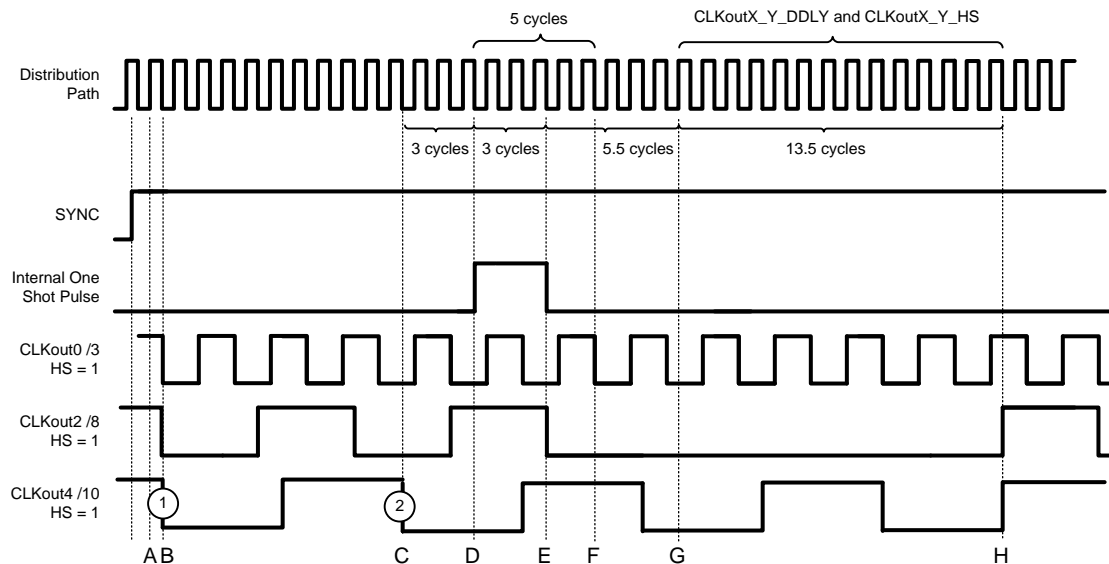 5 cycles
CLKoutX_Y_DDLY and CLKoutX_Y_HS
Distribution
Path
3 cycles
3 cycles
5.5 cycles
13.5 cycles
SYNC
Internal One
Shot Pulse
CLKout0 /3
HS = 1
CLKout2 /8
HS = 1
CLKout4 /10
HS = 1
1
2
A B C D E F G H